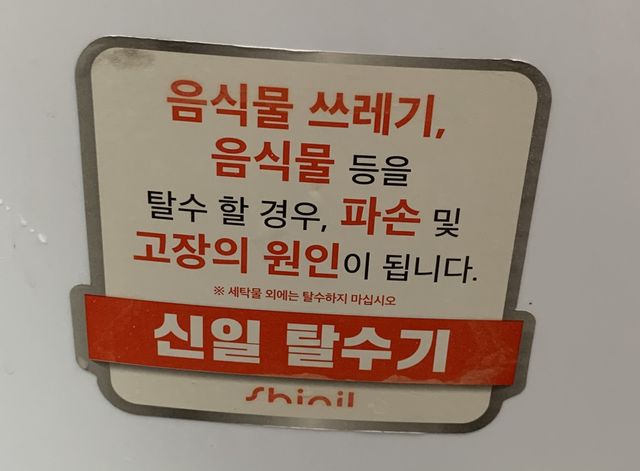 음식물 쓰레기,
음식물 등을
탈수 할 경우, 파손 및
고장의 원인이 됩니다.
※ 세탁물 외에는 탈수하지 마십시오
신일 탈수기
Shinil